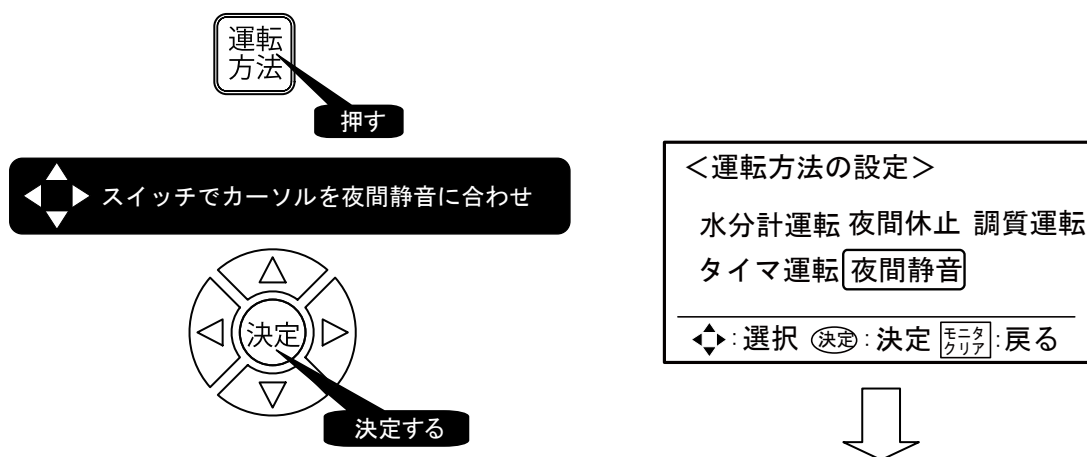 運転
方法
押す
スイッチでカーソルを夜間静音に合わせ
決定
決定する
＜運転方法の設定＞
水分計運転 夜間休止 調質運転
タイマ運転 夜間静音
:選択 決定:決定 モニタクリア:戻る